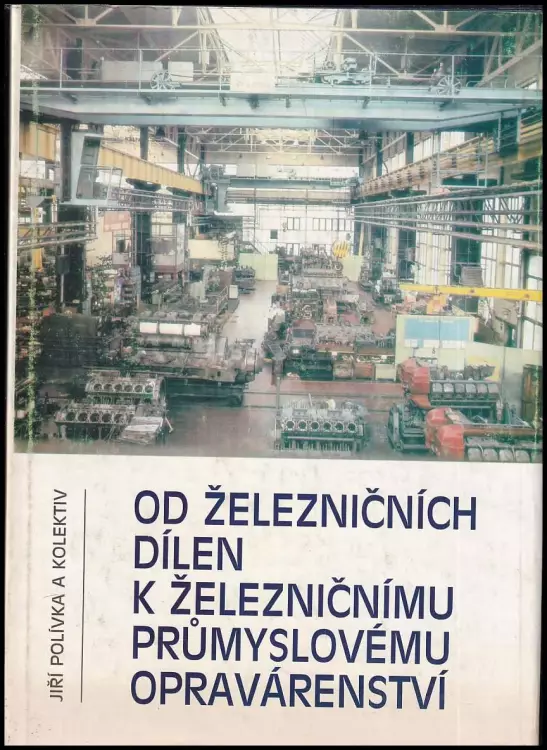 JIŘÍ POLÍVKA A KOLEKTIV
OD ŽELEZNIČNÍCH
DÍLEN
K ŽELEZNIČNÍMU
PRŮMYSLOVÉMU
OPRAVÁRENSTVÍ